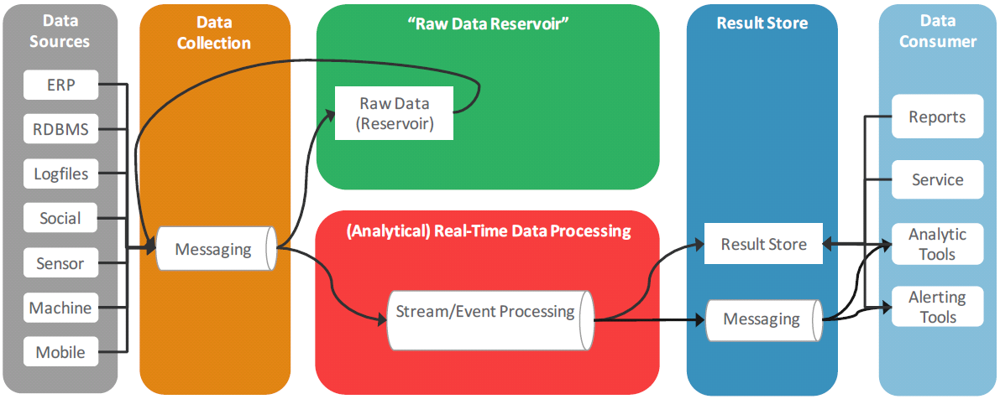 Data
Sources
ERP
RDBMS
Logfiles
Social
Sensor
Machine
Mobile
Data
Collection
Messaging
“Raw Data Reservoir”
Raw Data
(Reservoir)
(Analytical) Real-Time Data Processing
Stream/Event Processing
Result Store
Result Store
Messaging
Data
Consumer
Reports
Service
Analytic
Tools
Alerting
Tools